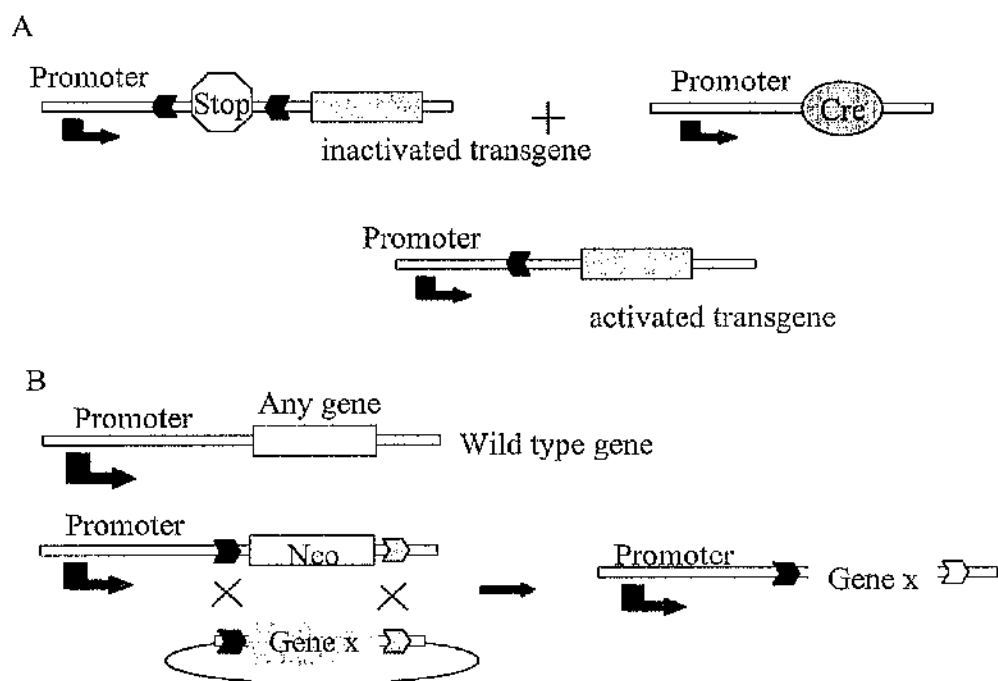 A
Promoter
Stop
inactivated transgene
+
Promoter
Cre
Promoter
activated transgene
B
Promoter
Any gene
Wild type gene
Promoter
Neo
Gene x
Promoter
Gene x